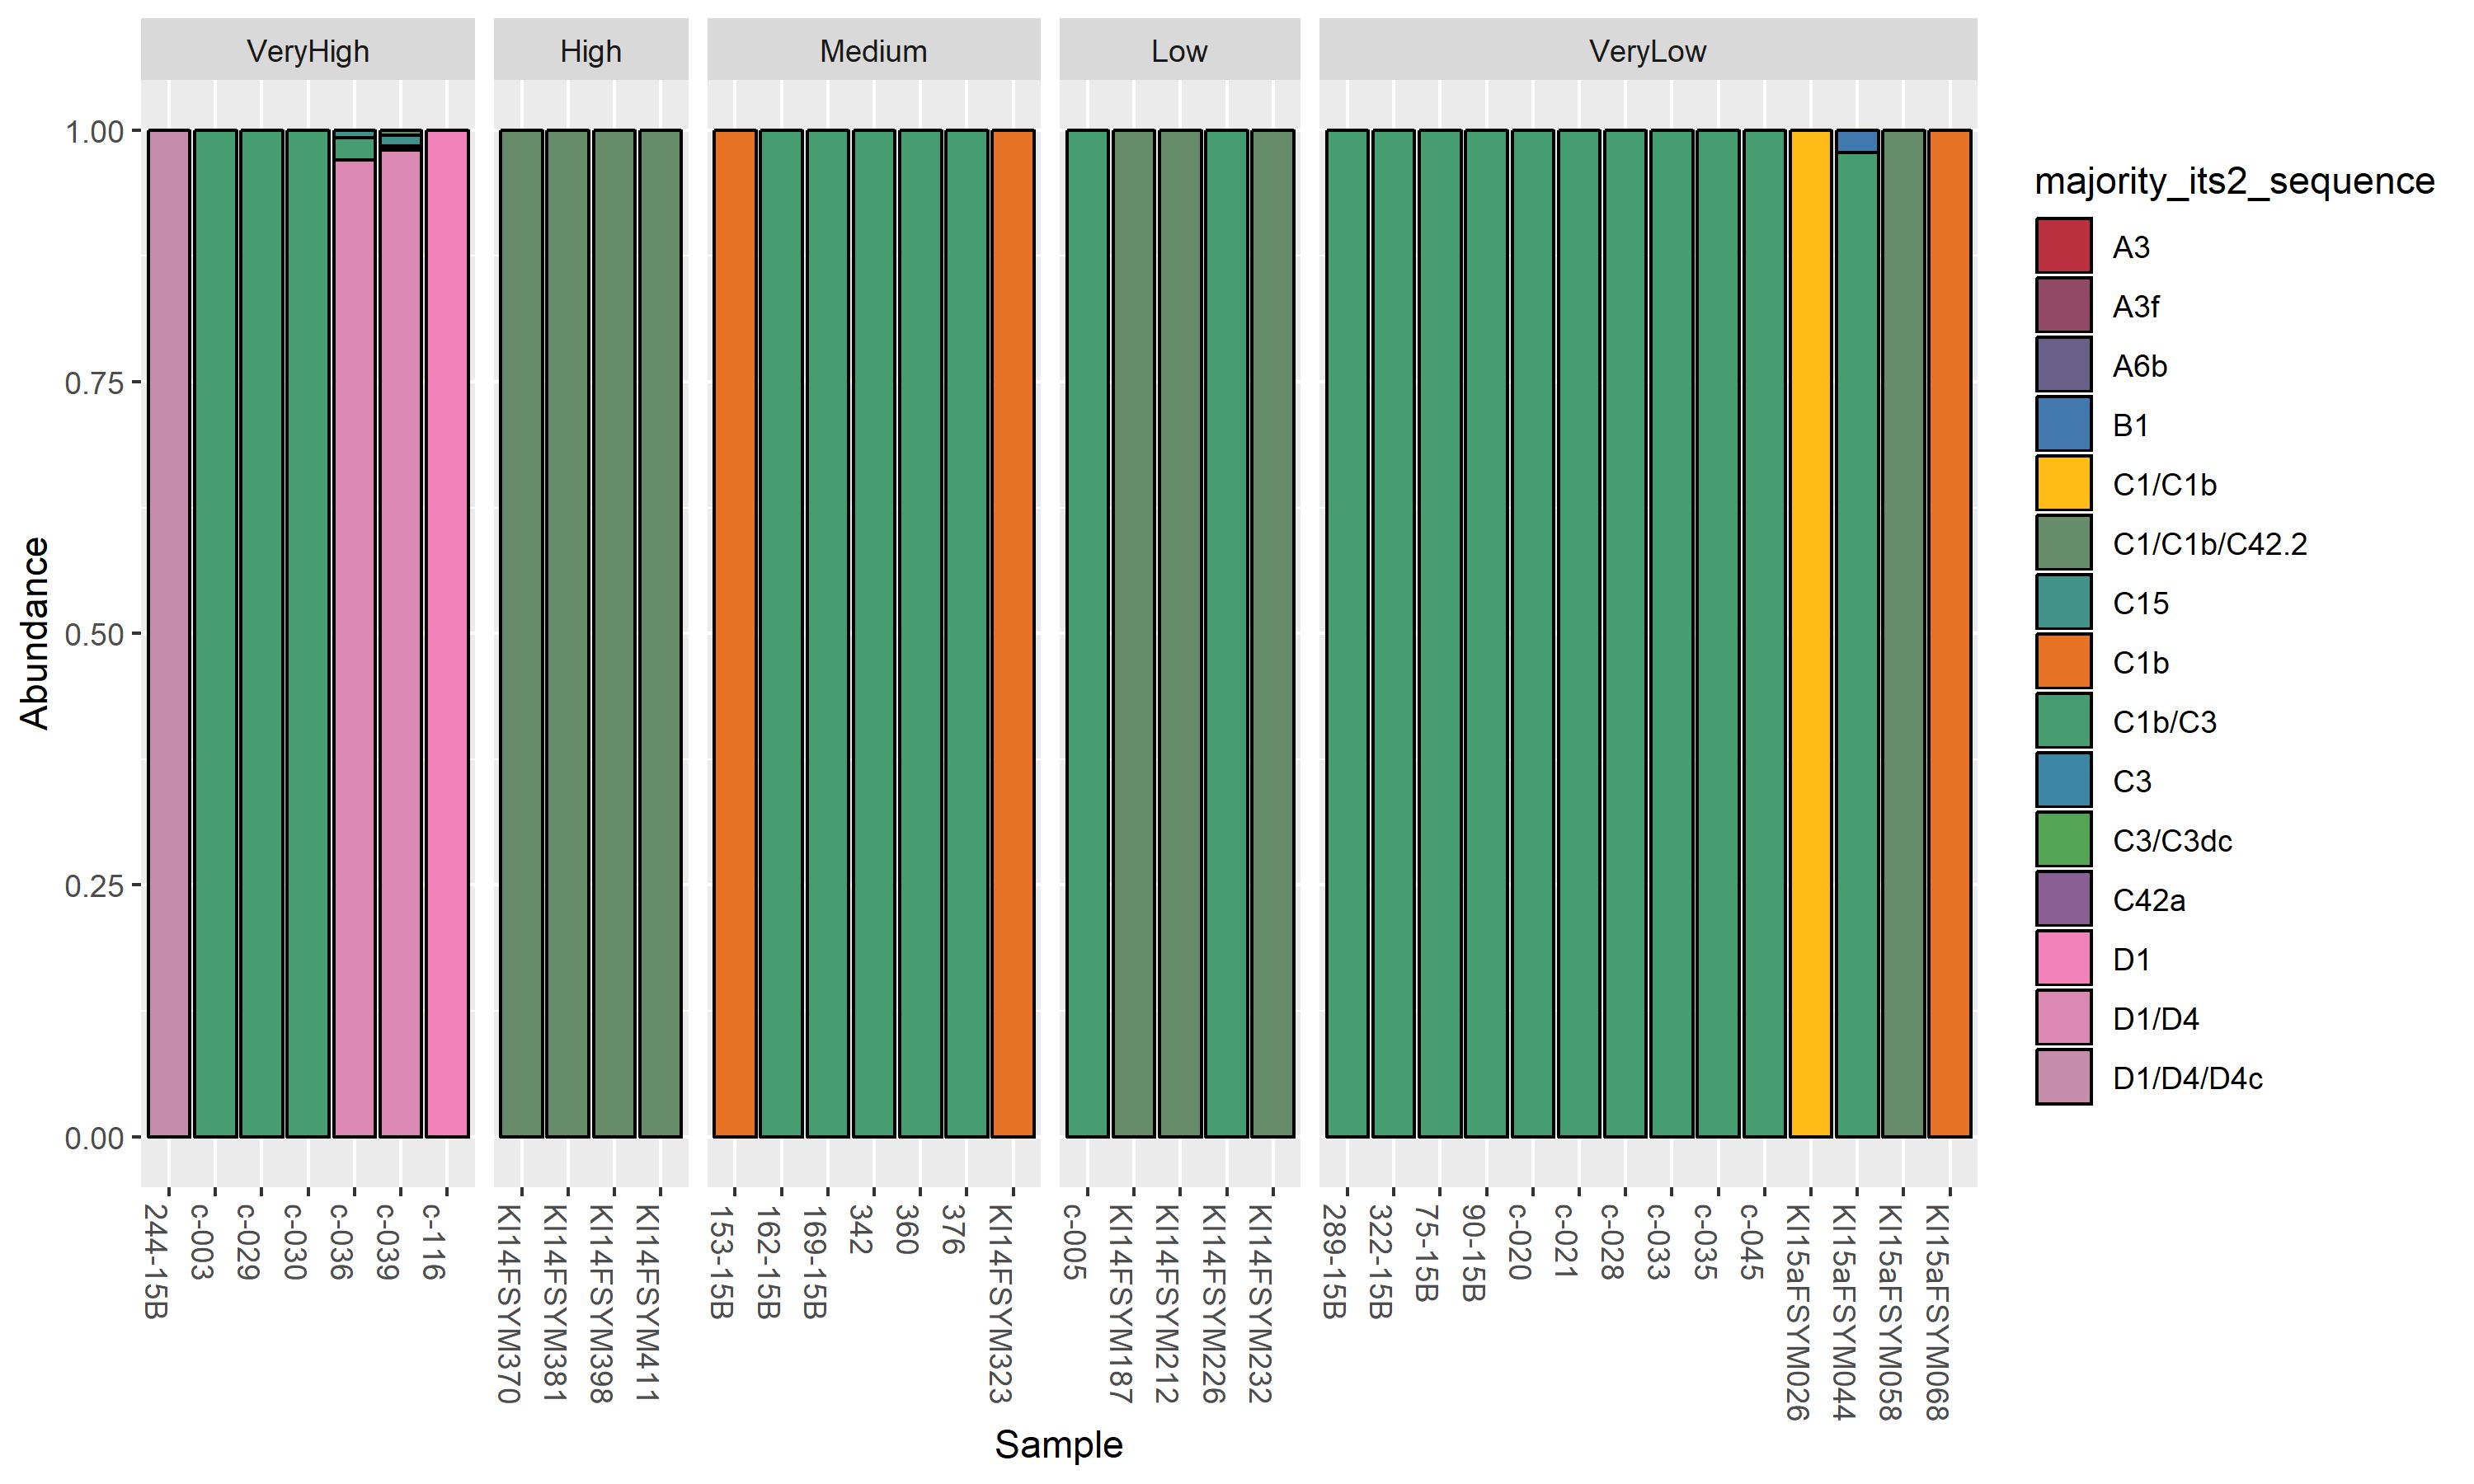 VeryHigh High Medium Low VeryLow
1.00
0.75
0.50
0.25
0.00
Abundance
244-15B c-003 c-029 c-030 c-036 c-039 c-116 KI14FSYM370 KI14FSYM381 KI14FSYM398 KI14FSYM411 153-15B 162-15B 169-15B 342 360 376 KI14FSYM323 c-005 KI14FSYM187 KI14FSYM212 KI14FSYM226 KI14FSYM232 289-15B 322-15B 75-15B 90-15B c-020 c-021 c-028 c-033 c-035 c-045 KI15aFSYM026 KI15aFSYM044 KI15aFSYM058 KI15aFSYM068
Sample
majority_its2_sequence
A3
A3f
A6b
B1
C1/C1b
C1/C1b/C42.2
C15
C1b
C1b/C3
C3
C3/C3dc
C42a
D1
D1/D4
D1/D4/D4c